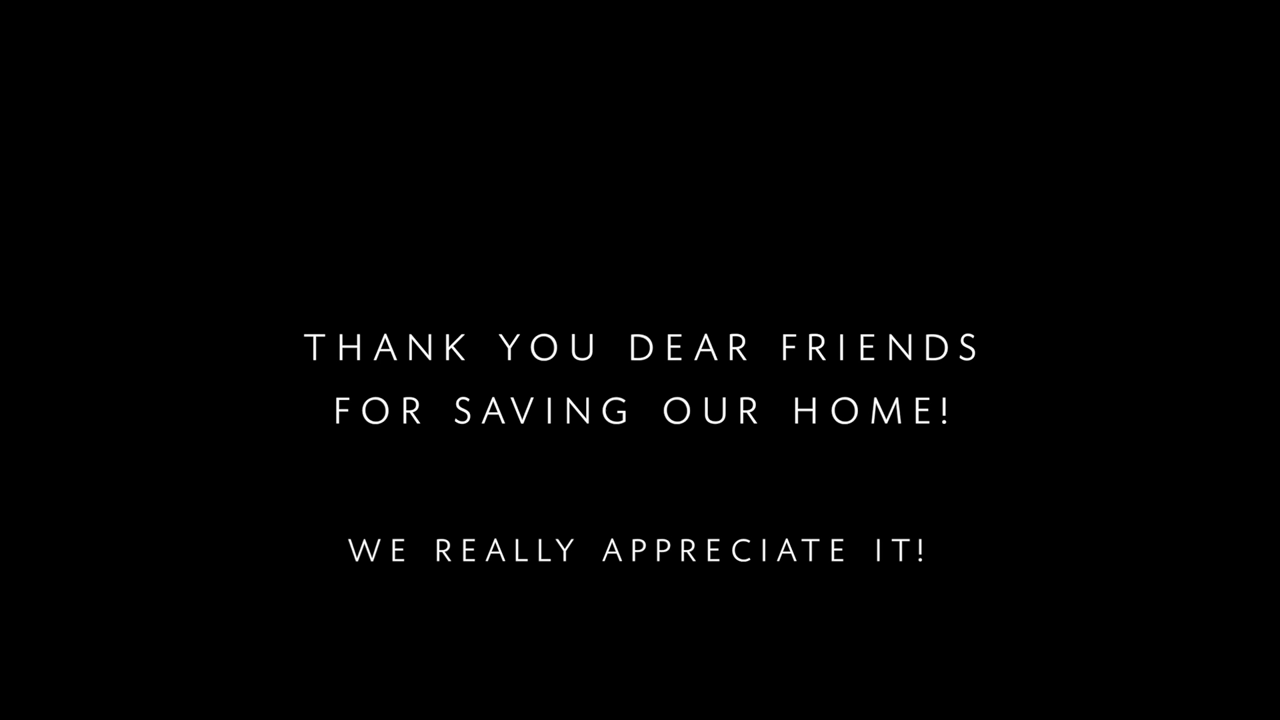 THANK YOU DEAR FRIENDS
FOR SAVING OUR HOME!
WE REALLY APPRECIATE IT!